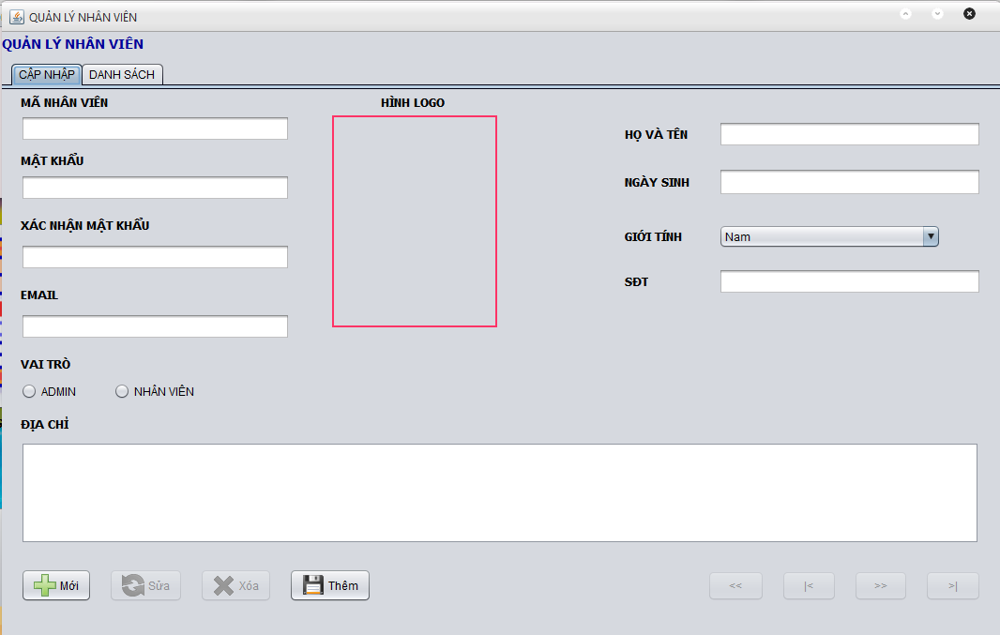 QUẢN LÝ NHÂN VIÊN
QUẢN LÝ NHÂN VIÊN
CẬP NHẬP DANH SÁCH
MÃ NHÂN VIÊN
HÌNH LOGO
HỌ VÀ TÊN
MẬT KHẨU
NGÀY SINH
XÁC NHẬN MẬT KHẨU
GIỚI TÍNH Nam
EMAIL
SĐT
VAI TRÒ
ADMIN NHÂN VIÊN
ĐỊA CHỈ
Mới Sửa Xóa Thêm << |< >> >|